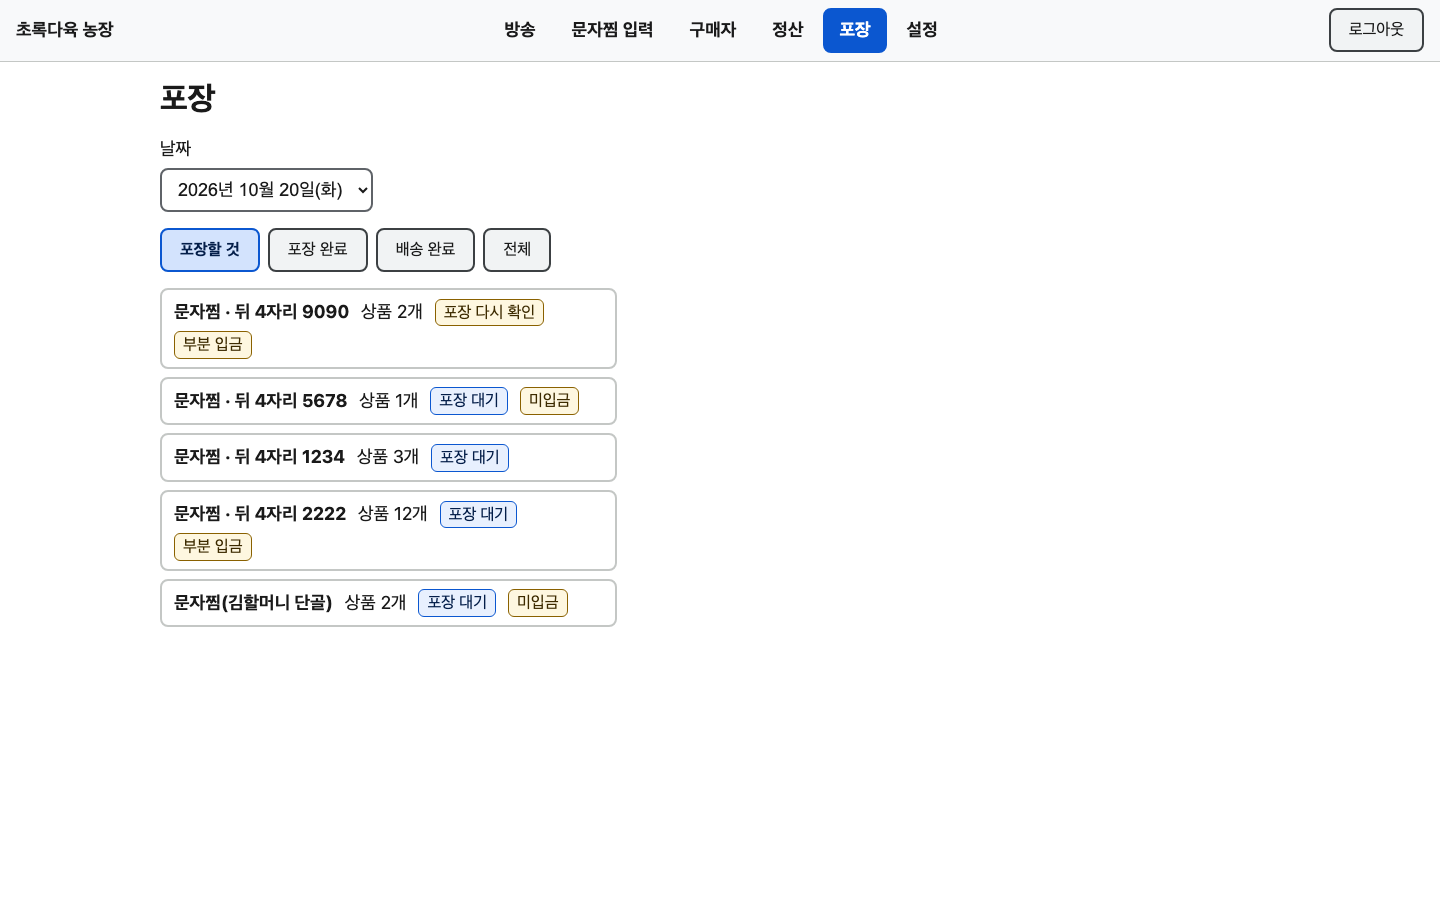 초록다육 농장 방송 문자찜 입력 구매자 정산 포장 설정 로그아웃
포장
날짜
2026년 10월 20일(화)
포장할 것 포장 완료 배송 완료 전체
문자찜 · 뒤 4자리 9090 상품 2개 포장 다시 확인
부분 입금
문자찜 · 뒤 4자리 5678 상품 1개 포장 대기 미입금
문자찜 · 뒤 4자리 1234 상품 3개 포장 대기
문자찜 · 뒤 4자리 2222 상품 12개 포장 대기
부분 입금
문자찜(김할머니 단골) 상품 2개 포장 대기 미입금